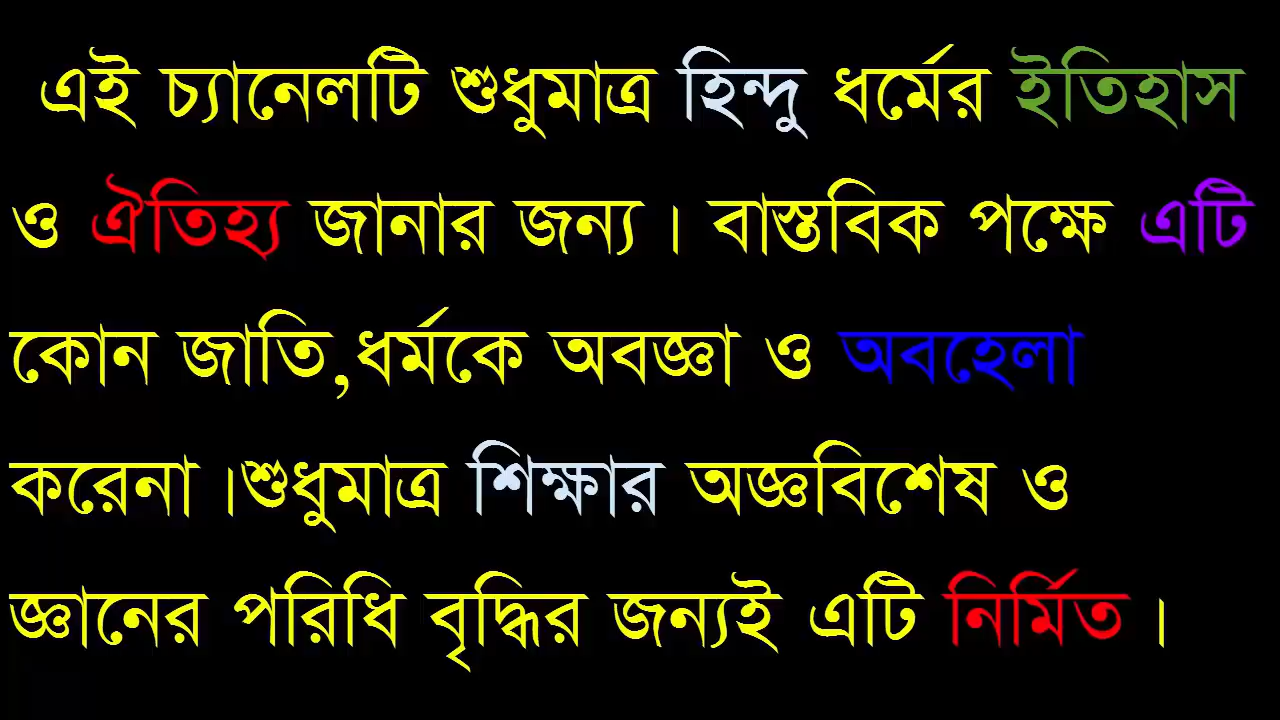 এই চ্যানেলটি শুধুমাত্র হিন্দু ধর্মের ইতিহাস
ও ঐতিহ্য জানার জন্য। বাস্তবিক পক্ষে এটি
কোন জাতি,ধর্মকে অবজ্ঞা ও অবহেলা
করেনা।শুধুমাত্র শিক্ষার অজ্ঞবিশেষ ও
জ্ঞানের পরিধি বৃদ্ধির জন্যই এটি নির্মিত।